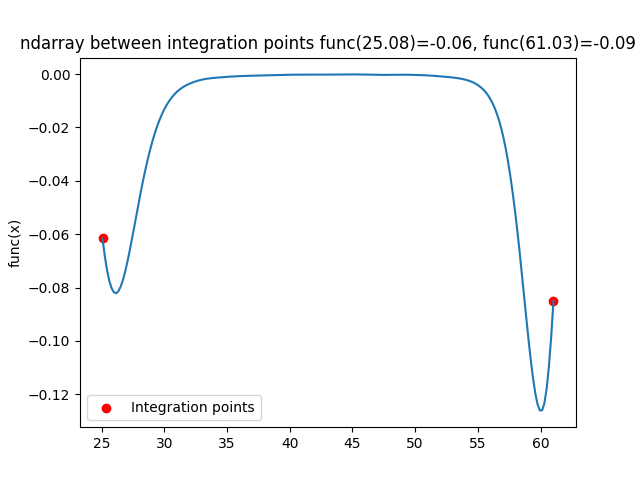 ndarray between integration points func(25.08)=-0.06, func(61.03)=-0.09
0.00
−0.02
−0.04
−0.06
−0.08
−0.10
−0.12
func(x)
Integration points
25 30 35 40 45 50 55 60